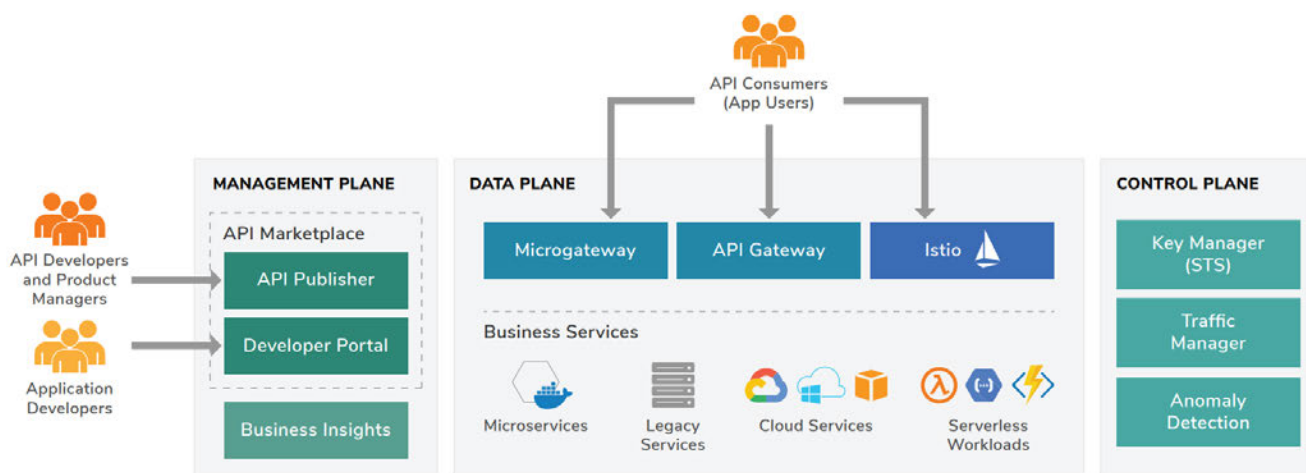 API Consumers
(App Users)
MANAGEMENT PLANE
DATA PLANE
CONTROL PLANE
API Developers
and Product
Managers
Application
Developers
API Marketplace
API Publisher
Developer Portal
Business Insights
Microgateway
API Gateway
Istio
Business Services
Microservices
Legacy
Services
Cloud Services
Serverless
Workloads
Key Manager
(STS)
Traffic
Manager
Anomaly
Detection